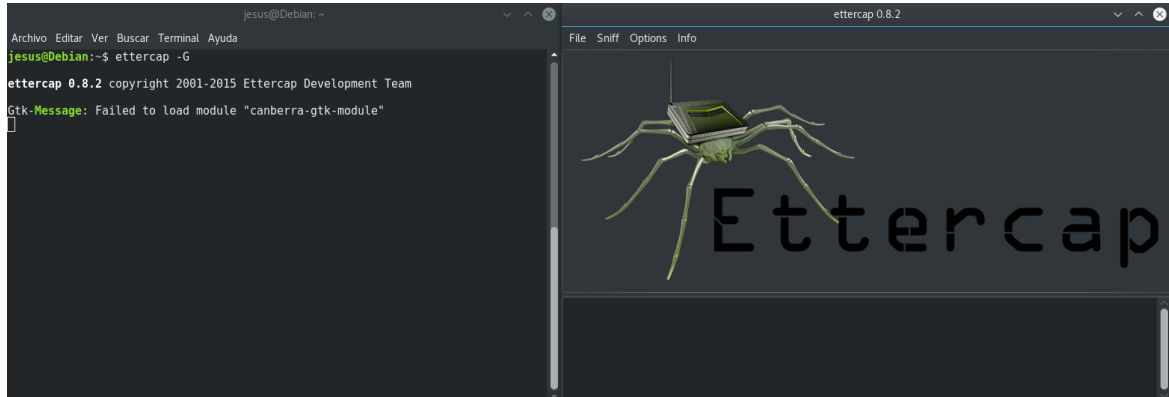 jesus@Debian: ~
Archivo Editar Ver Buscar Terminal Ayuda
jesus@Debian:~$ ettercap -G
ettercap 0.8.2 copyright 2001-2015 Ettercap Development Team
Gtk-Message: Failed to load module "canberra-gtk-module"
ettercap 0.8.2
File Sniff Options Info
Ettercap